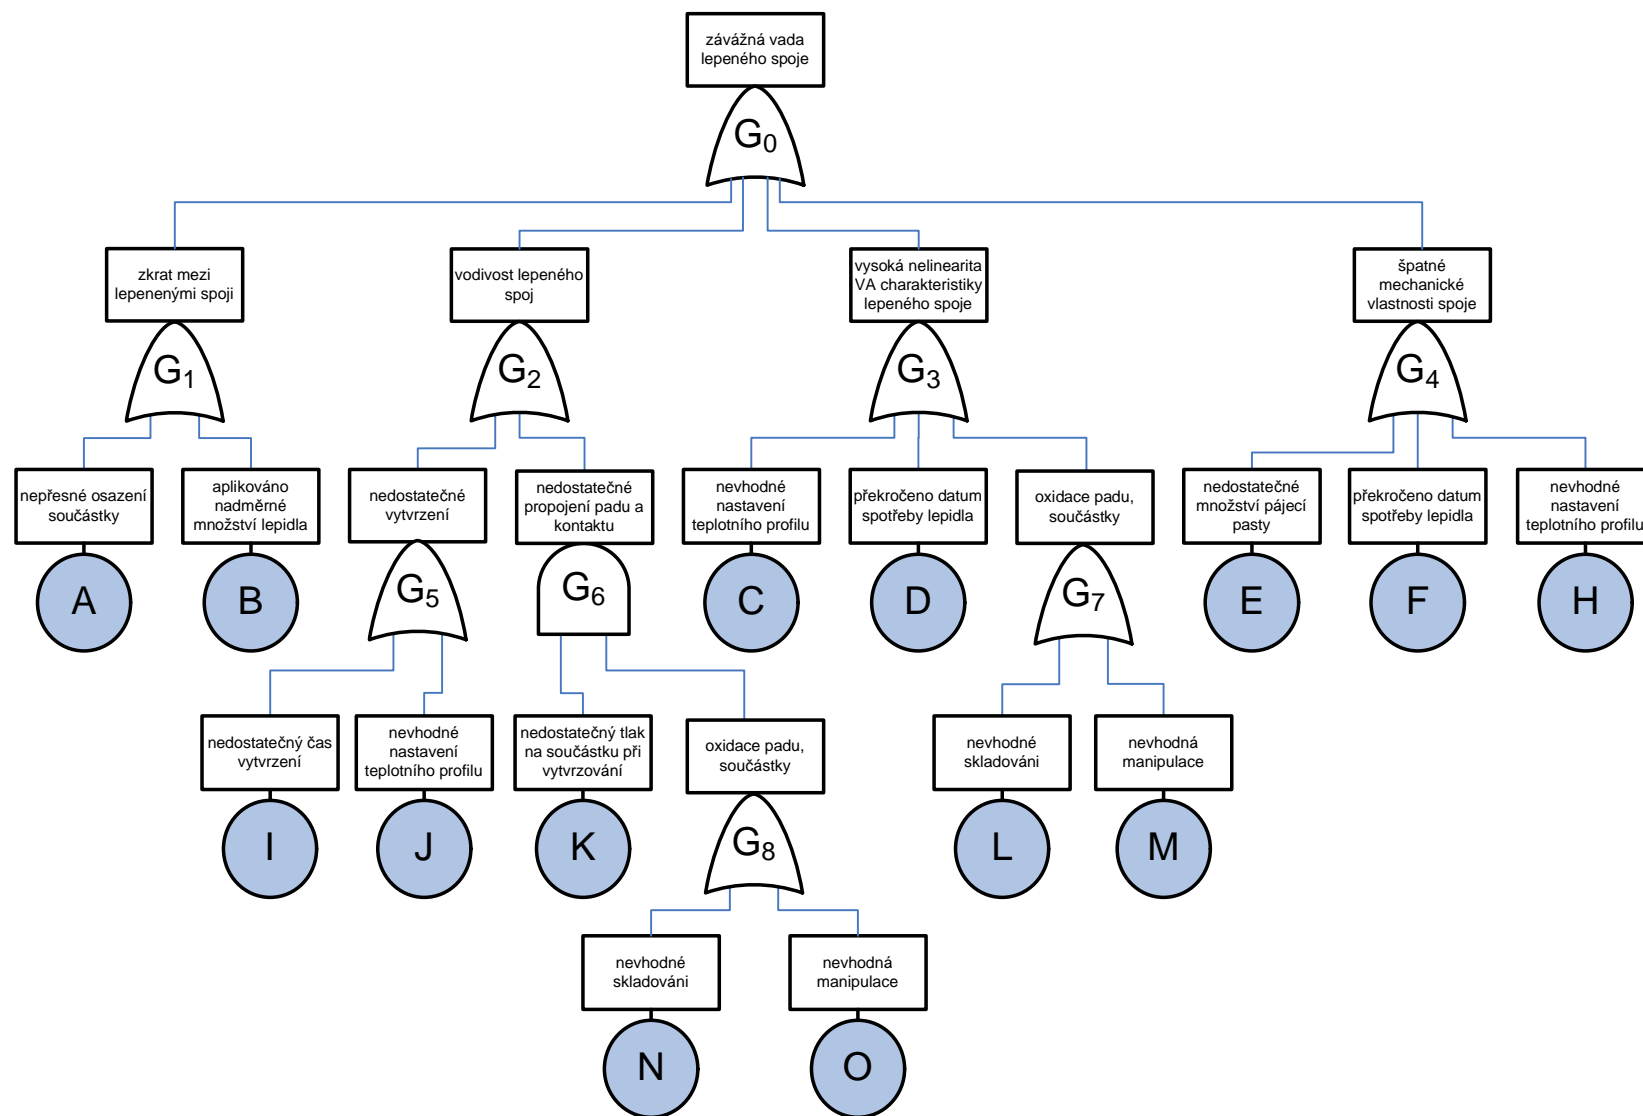 závážná vada
lepeného spoje
G0
zkrat mezi
lepenenými spoji
vodivost lepeného
spoj
vysoká nelinearita
VA charakteristiky
lepeného spoje
špatné
mechanické
vlastnosti spoje
G1
G2
G3
G4
nepřesné osazení
součástky
aplikováno
nadměrné
množství lepidla
nedostatečné
vytvrzení
nedostatečné
propojení padu a
kontaktu
nevhodné
nastavení
teplotního profilu
překročeno datum
spotřeby lepidla
oxidace padu,
součástky
nedostatečné
množství pájecí
pasty
překročeno datum
spotřeby lepidla
nevhodné
nastavení
teplotního profilu
A
B
G5
G6
C
D
G7
E
F
H
nedostatečný čas
vytvrzení
nevhodné
nastavení
teplotního profilu
nedostatečný tlak
na součástku při
vytvrzování
oxidace padu,
součástky
nevhodné
skladováni
nevhodná
manipulace
I
J
K
G8
L
M
nevhodné
skladováni
nevhodná
manipulace
N
O